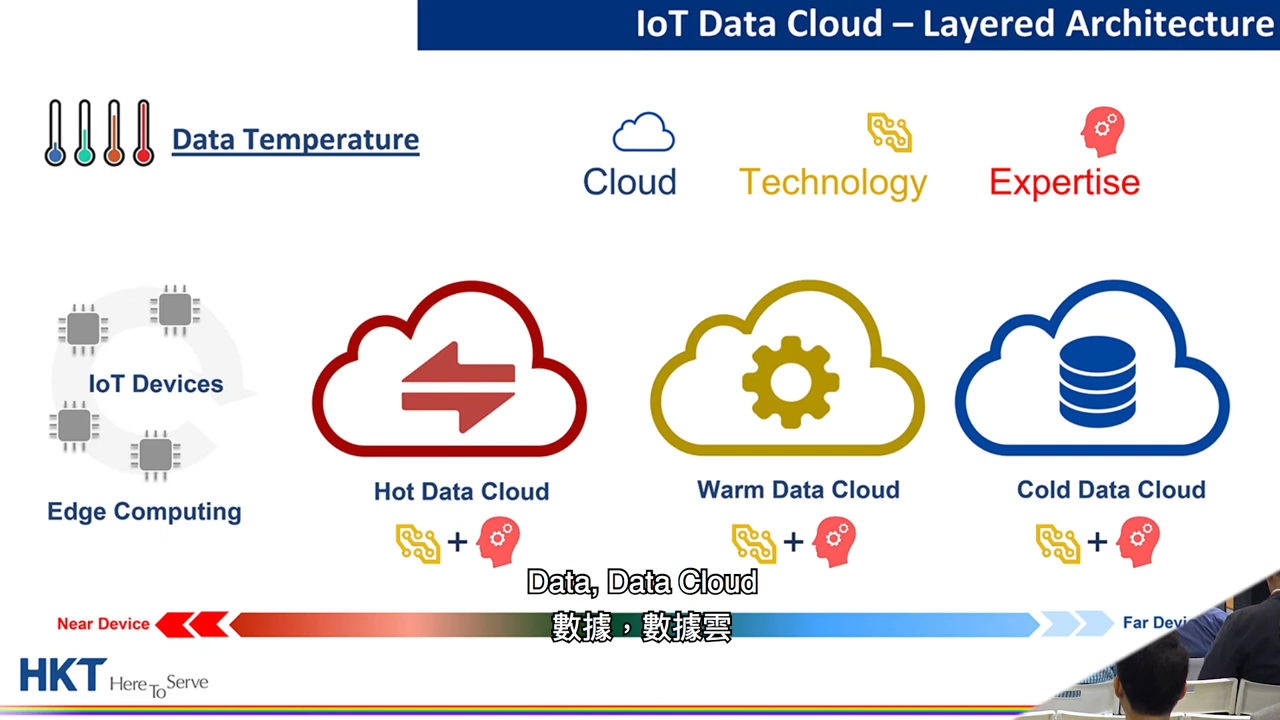 IoT Data Cloud – Layered Architecture
Data Temperature
Cloud
Technology
Expertise
IoT Devices
Edge Computing
Hot Data Cloud
Warm Data Cloud
Cold Data Cloud
+
+
+
Data, Data Cloud
數據，數據雲
Near Device
Far
HKT Here To Serve